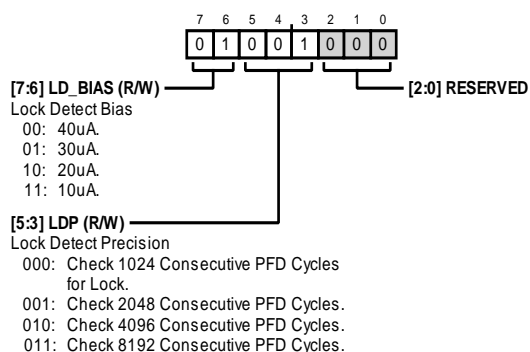 7 6 5 4 3 2 1 0
0 1 0 0 1 0 0 0
[7:6] LD_BIAS (R/W)
[2:0] RESERVED
Lock Detect Bias
00: 40uA.
01: 30uA.
10: 20uA.
11: 10uA.
[5:3] LDP (R/W)
Lock Detect Precision
000: Check 1024 Consecutive PFD Cycles
for Lock.
001: Check 2048 Consecutive PFD Cycles.
010: Check 4096 Consecutive PFD Cycles.
011: Check 8192 Consecutive PFD Cycles.